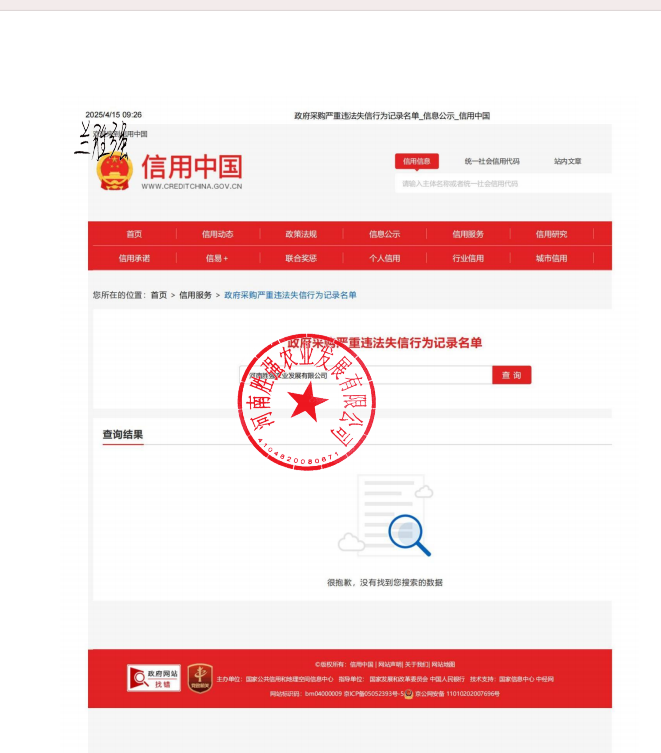 2025/4/15 09:26
政府采购严重违法失信行为记录名单_信息公示_信用中国
兰胜强
信用中国
WWW.CREDITCHINA.GOV.CN
信用信息 统一社会信用代码 站内文章
请输入主体名称或者统一社会信用代码
首页 信用动态 政策法规 信息公示 信用服务 信用研究
信用承诺 信易+ 联合奖惩 个人信用 行业信用 城市信用
您所在的位置：首页 > 信用服务 > 政府采购严重违法失信行为记录名单
政府采购严重违法失信行为记录名单
河南胜强农业发展有限公司
查询
河南胜强农业发展有限公司
4104820080871
查询结果
很抱歉，没有找到您搜索的数据
©版权所有：信用中国 | 网站声明 | 关于我们 | 网站地图
政府网站
找错
主办单位：国家公共信用和地理空间信息中心 指导单位：国家发展和改革委员会 中国人民银行 技术支持：国家信息中心 中经网
网站标识码：bm04000009 京ICP备05052393号-5 京公网安备 11010202007696号